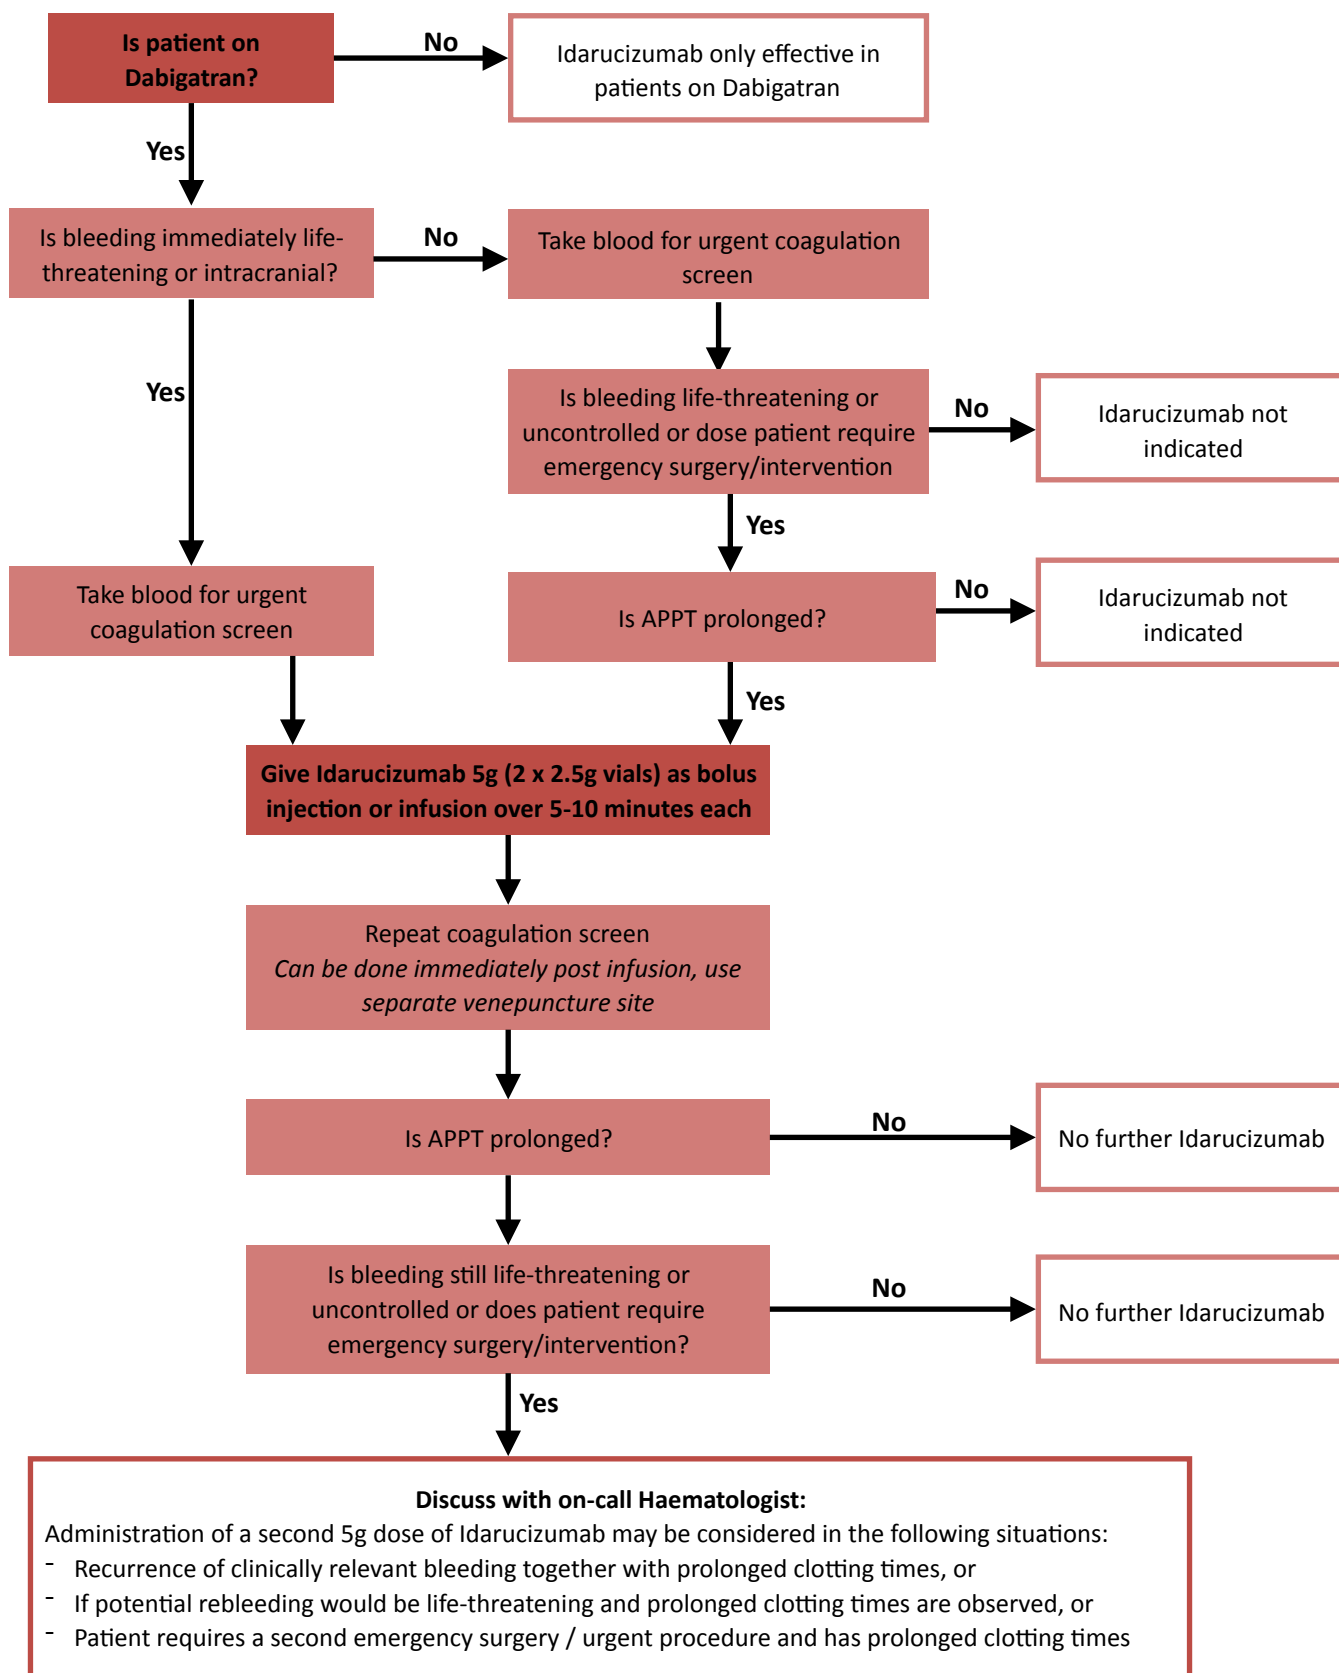 Is patient on
Dabigatran?
No
Idarucizumab only effective in
patients on Dabigatran
Yes
Is bleeding immediately life-
threatening or intracranial?
No
Take blood for urgent coagulation
screen
Yes
Is bleeding life-threatening or
uncontrolled or dose patient require
emergency surgery/intervention
No
Idarucizumab not
indicated
Yes
Take blood for urgent
coagulation screen
Is APPT prolonged?
No
Idarucizumab not
indicated
Yes
Give Idarucizumab 5g (2 x 2.5g vials) as bolus
injection or infusion over 5-10 minutes each
Repeat coagulation screen
Can be done immediately post infusion, use
separate venepuncture site
Is APPT prolonged?
No
No further Idarucizumab
Is bleeding still life-threatening or
uncontrolled or does patient require
emergency surgery/intervention?
No
No further Idarucizumab
Yes
Discuss with on-call Haematologist:
Administration of a second 5g dose of Idarucizumab may be considered in the following situations:
- Recurrence of clinically relevant bleeding together with prolonged clotting times, or
- If potential rebleeding would be life-threatening and prolonged clotting times are observed, or
- Patient requires a second emergency surgery / urgent procedure and has prolonged clotting times